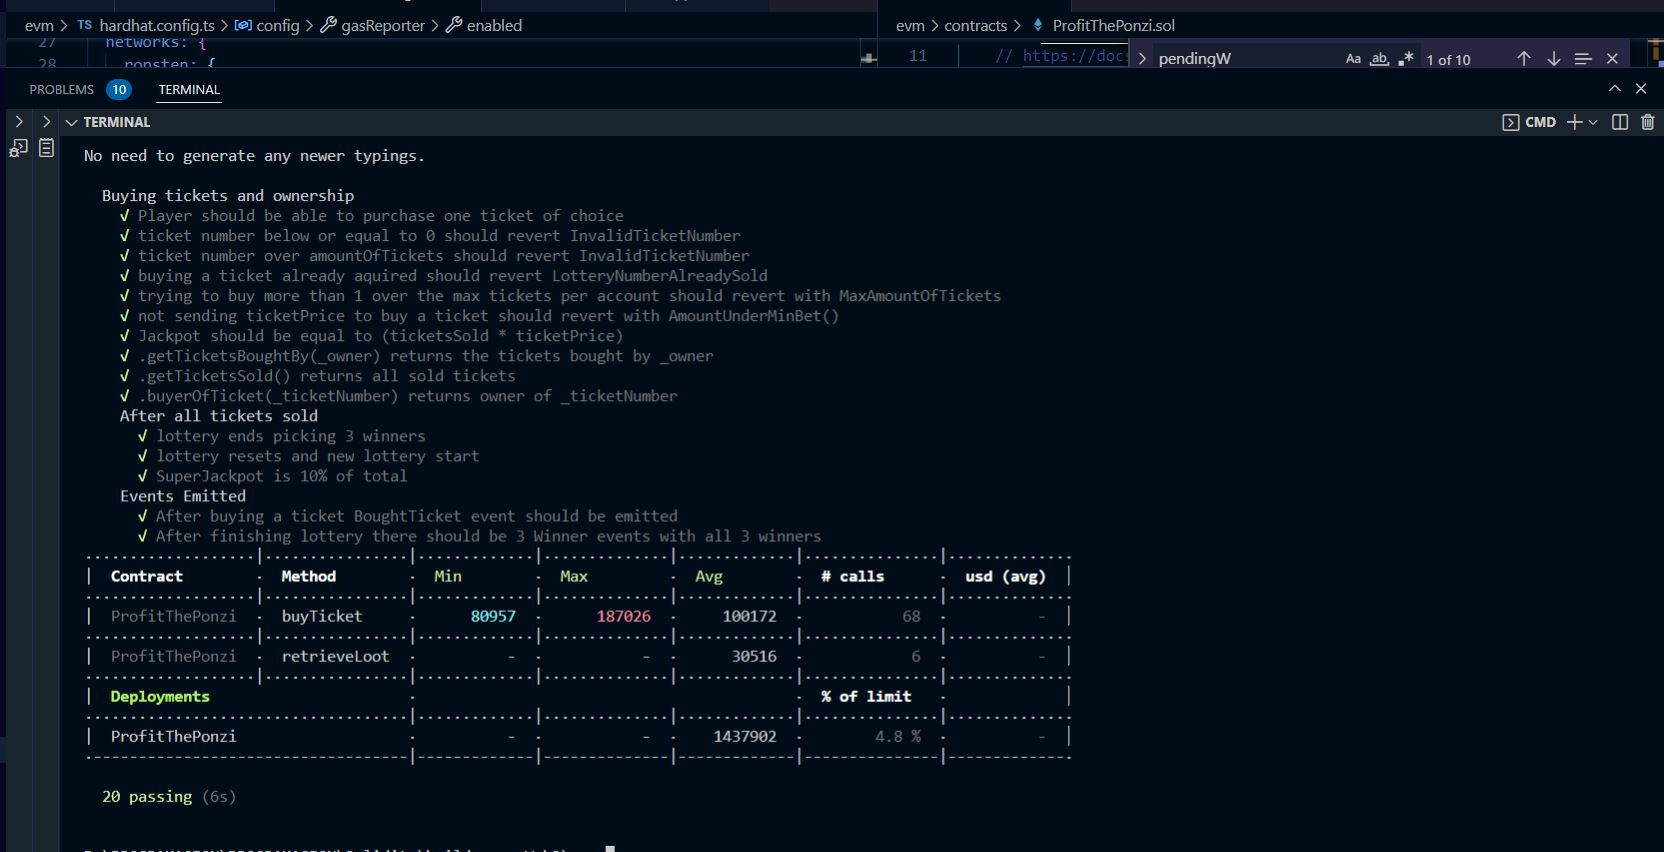 evm > TS hardhat.config.ts > config > gasReporter > enabled
evm > contracts > ProfitThePonzi.sol
27 networks: {
28 ropsten: {
11 // https://docs
pendingW Aa ab .* 1 of 10
PROBLEMS 10 TERMINAL
TERMINAL
CMD
No need to generate any newer typings.
Buying tickets and ownership
√ Player should be able to purchase one ticket of choice
√ ticket number below or equal to 0 should revert InvalidTicketNumber
√ ticket number over amountOfTickets should revert InvalidTicketNumber
√ buying a ticket already aquired should revert LotteryNumberAlreadySold
√ trying to buy more than 1 over the max tickets per account should revert with MaxAmountOfTickets
√ not sending ticketPrice to buy a ticket should revert with AmountUnderMinBet()
√ Jackpot should be equal to (ticketsSold * ticketPrice)
√ .getTicketsBoughtBy(_owner) returns the tickets bought by _owner
√ .getTicketsSold() returns all sold tickets
√ .buyerOfTicket(_ticketNumber) returns owner of _ticketNumber
After all tickets sold
√ lottery ends picking 3 winners
√ lottery resets and new lottery start
√ SuperJackpot is 10% of total
Events Emitted
√ After buying a ticket BoughtTicket event should be emitted
√ After finishing lottery there should be 3 Winner events with all 3 winners
| Contract · Method · Min · Max · Avg · # calls · usd (avg) |
| ProfitThePonzi · buyTicket · 80957 · 187026 · 100172 · 68 · - |
| ProfitThePonzi · retrieveLoot · - · - · 30516 · 6 · - |
| Deployments · · % of limit · |
| ProfitThePonzi · - · - · 1437902 · 4.8 % · - |
20 passing (6s)